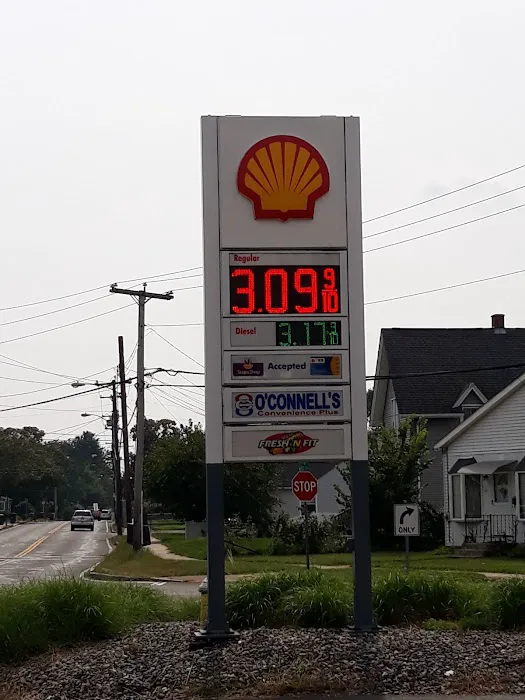 Regular
3.09 9/10
Diesel
3.17 9/10
Accepted
O'CONNELL'S
Convenience Plus
FRESH N FIT
STOP
ONLY